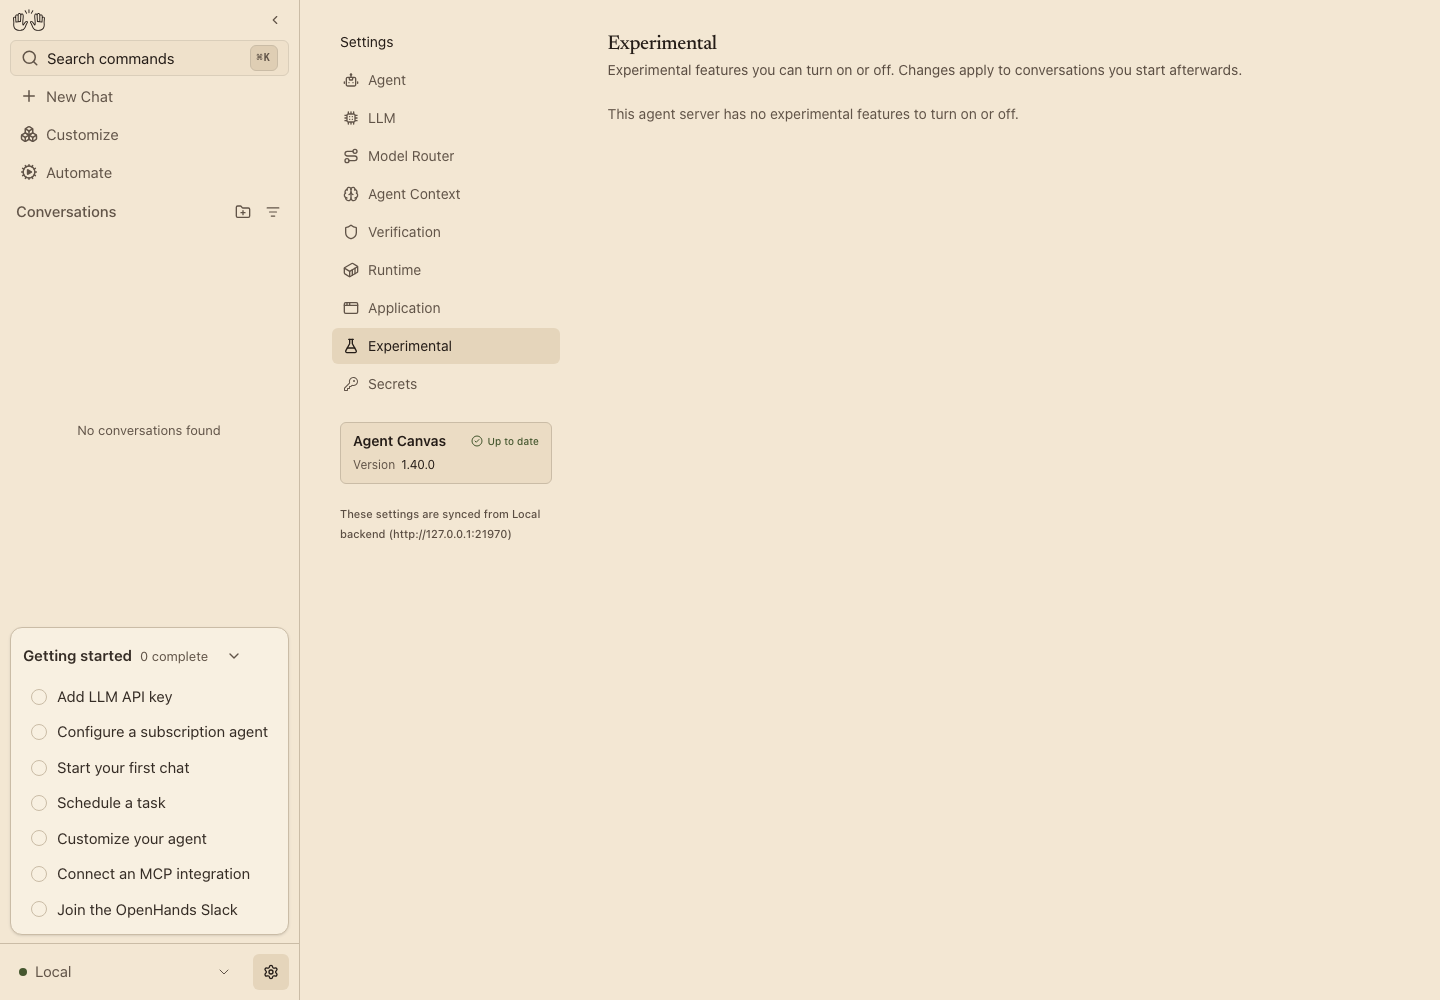 Search commands
⌘K
New Chat
Customize
Automate
Conversations
No conversations found
Getting started 0 complete
Add LLM API key
Configure a subscription agent
Start your first chat
Schedule a task
Customize your agent
Connect an MCP integration
Join the OpenHands Slack
Local
Settings
Agent
LLM
Model Router
Agent Context
Verification
Runtime
Application
Experimental
Secrets
Agent Canvas Up to date
Version 1.40.0
These settings are synced from Local
backend (http://127.0.0.1:21970)
Experimental
Experimental features you can turn on or off. Changes apply to conversations you start afterwards.
This agent server has no experimental features to turn on or off.